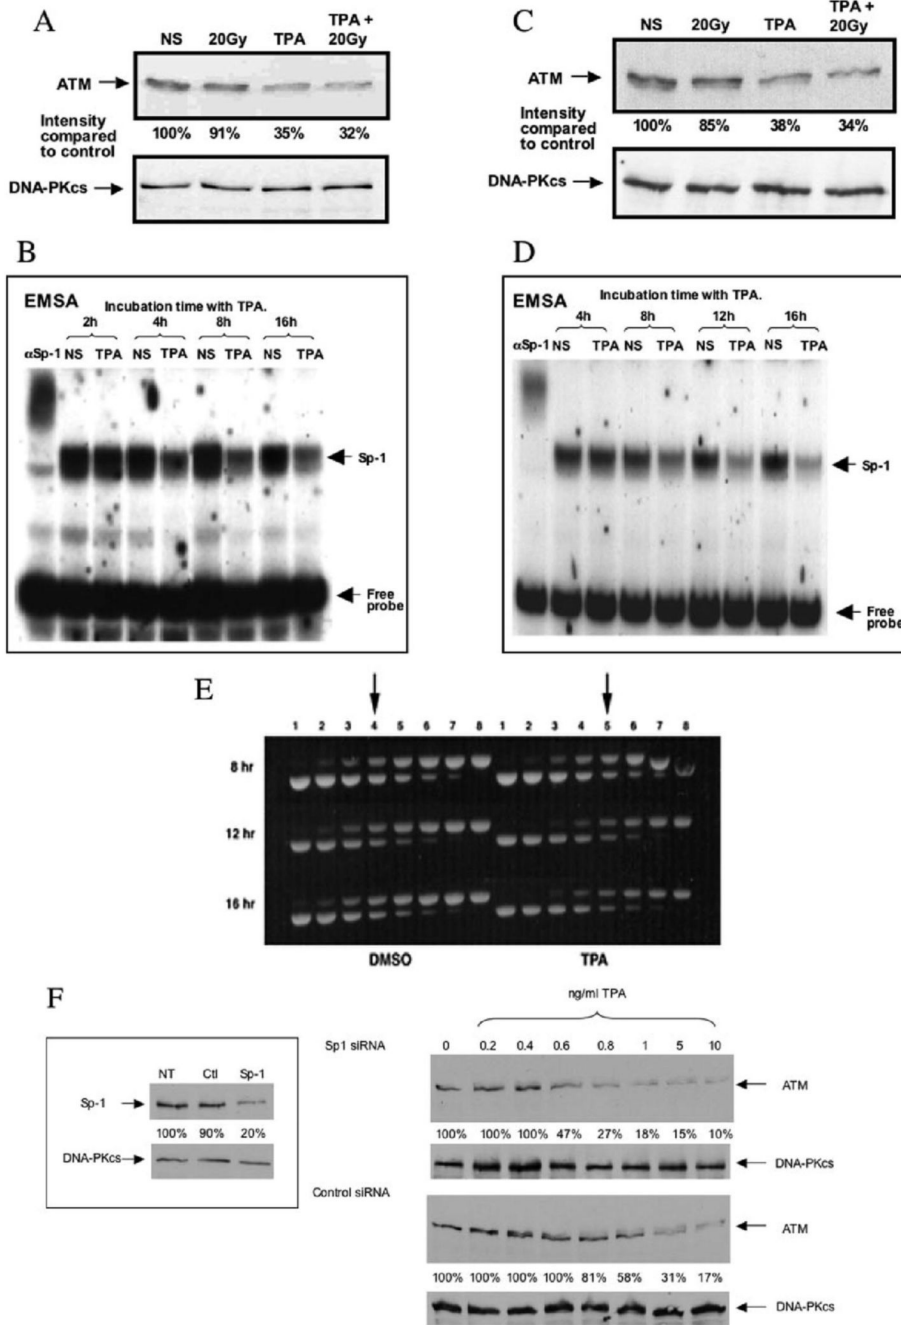 A
NS 20Gy TPA TPA + 20Gy
ATM
Intensity compared to control
100% 91% 35% 32%
DNA-PKcs
C
NS 20Gy TPA TPA + 20Gy
ATM
Intensity compared to control
100% 85% 38% 34%
DNA-PKcs
B
EMSA
Incubation time with TPA.
2h 4h 8h 16h
αSp-1 NS TPA NS TPA NS TPA NS TPA
Sp-1
Free probe
D
EMSA
Incubation time with TPA.
4h 8h 12h 16h
αSp-1 NS TPA NS TPA NS TPA NS TPA
Sp-1
Free probe
E
1 2 3 4 5 6 7 8 1 2 3 4 5 6 7 8
8 hr
12 hr
16 hr
DMSO TPA
F
NT Ctl Sp-1
Sp-1
100% 90% 20%
DNA-PKcs
ng/ml TPA
Sp1 siRNA 0 0.2 0.4 0.6 0.8 1 5 10
ATM
100% 100% 100% 47% 27% 18% 15% 10%
DNA-PKcs
Control siRNA
ATM
100% 100% 100% 100% 81% 58% 31% 17%
DNA-PKcs